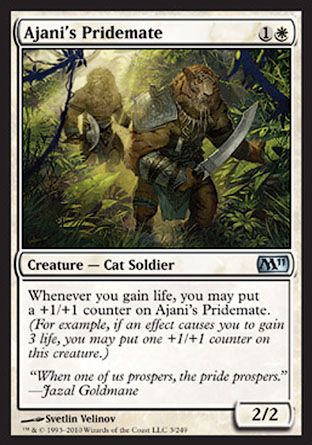 Ajani's Pridemate 1
Creature — Cat Soldier M11
Whenever you gain life, you may put
a +1/+1 counter on Ajani's Pridemate.
(For example, if an effect causes you to gain
3 life, you may put one +1/+1 counter on
this creature.)
"When one of us prospers, the pride prospers."
—Jazal Goldmane
Svetlin Velinov
™ & © 1993–2010 Wizards of the Coast LLC 3/249
2/2